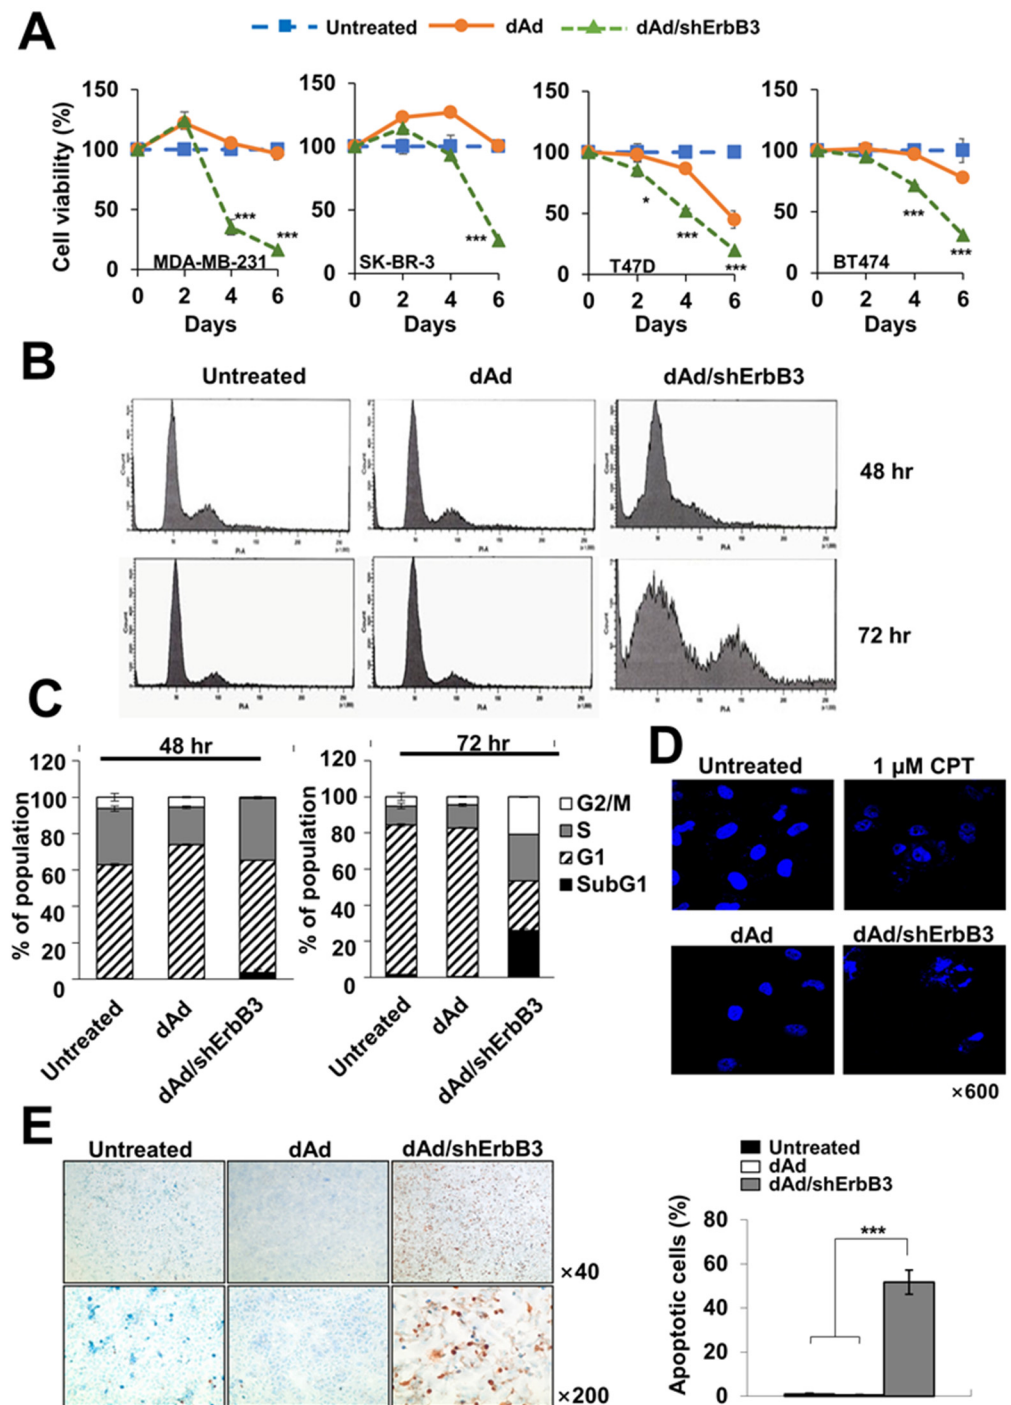 A
Untreated dAd dAd/shErbB3
Cell viability (%)
150
100
50
0
MDA-MB-231
***
***
0 2 4 6
Days
150
100
50
0
SK-BR-3
***
0 2 4 6
Days
150
100
50
0
T47D
*
***
***
0 2 4 6
Days
150
100
50
0
BT474
***
***
0 2 4 6
Days
B
Untreated dAd dAd/shErbB3
48 hr
72 hr
Count
Count
Count
Count
Count
Count
C
48 hr
% of population
120
100
80
60
40
20
0
Untreated
dAd
dAd/shErbB3
72 hr
% of population
120
100
80
60
40
20
0
Untreated
dAd
dAd/shErbB3
G2/M
S
G1
SubG1
D
Untreated 1 µM CPT
dAd dAd/shErbB3
×600
E
Untreated dAd dAd/shErbB3
×40
×200
Untreated
dAd
dAd/shErbB3
Apoptotic cells (%)
80
60
40
20
0
***